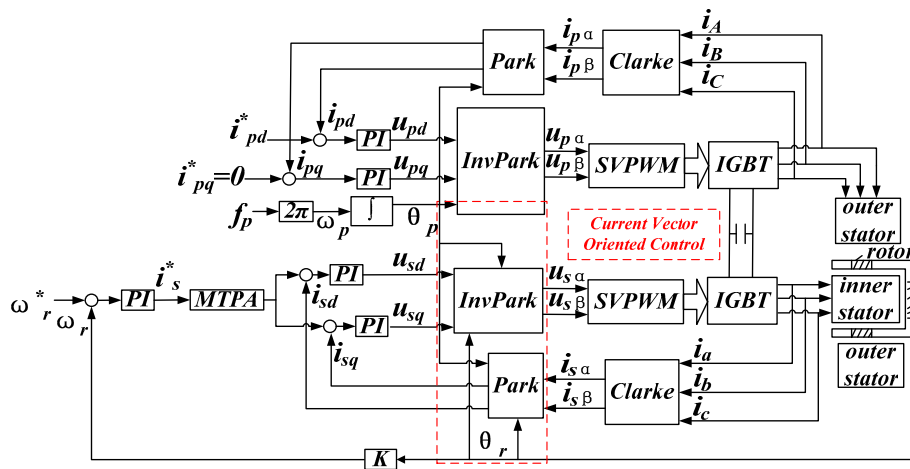 i_A
i_pα
i_B
Park
Clarke
i_pβ
i_C
i*_pd
i_pd
PI
u_pd
InvPark
u_pα
u_pβ
SVPWM
IGBT
i*_pq=0
i_pq
PI
u_pq
f_p
2π
ω_p
∫
θ_p
Current Vector
Oriented Control
outer
stator
rotor
ω*_r
ω_r
PI
i*_s
MTPA
i_sd
PI
u_sd
InvPark
u_sα
u_sβ
SVPWM
IGBT
inner
stator
i_sq
PI
u_sq
outer
stator
Park
i_sα
i_sβ
Clarke
i_a
i_b
i_c
θ_r
K